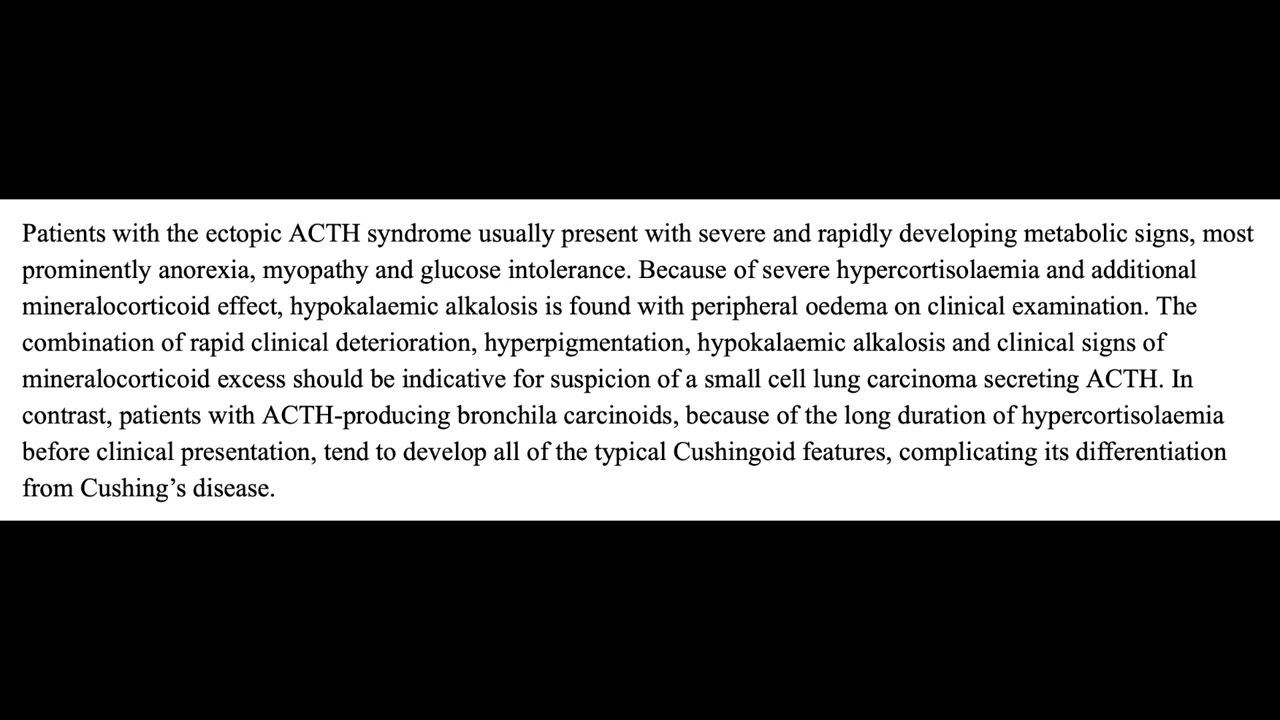 Patients with the ectopic ACTH syndrome usually present with severe and rapidly developing metabolic signs, most
prominently anorexia, myopathy and glucose intolerance. Because of severe hypercortisolaemia and additional
mineralocorticoid effect, hypokalaemic alkalosis is found with peripheral oedema on clinical examination. The
combination of rapid clinical deterioration, hyperpigmentation, hypokalaemic alkalosis and clinical signs of
mineralocorticoid excess should be indicative for suspicion of a small cell lung carcinoma secreting ACTH. In
contrast, patients with ACTH-producing bronchila carcinoids, because of the long duration of hypercortisolaemia
before clinical presentation, tend to develop all of the typical Cushingoid features, complicating its differentiation
from Cushing’s disease.